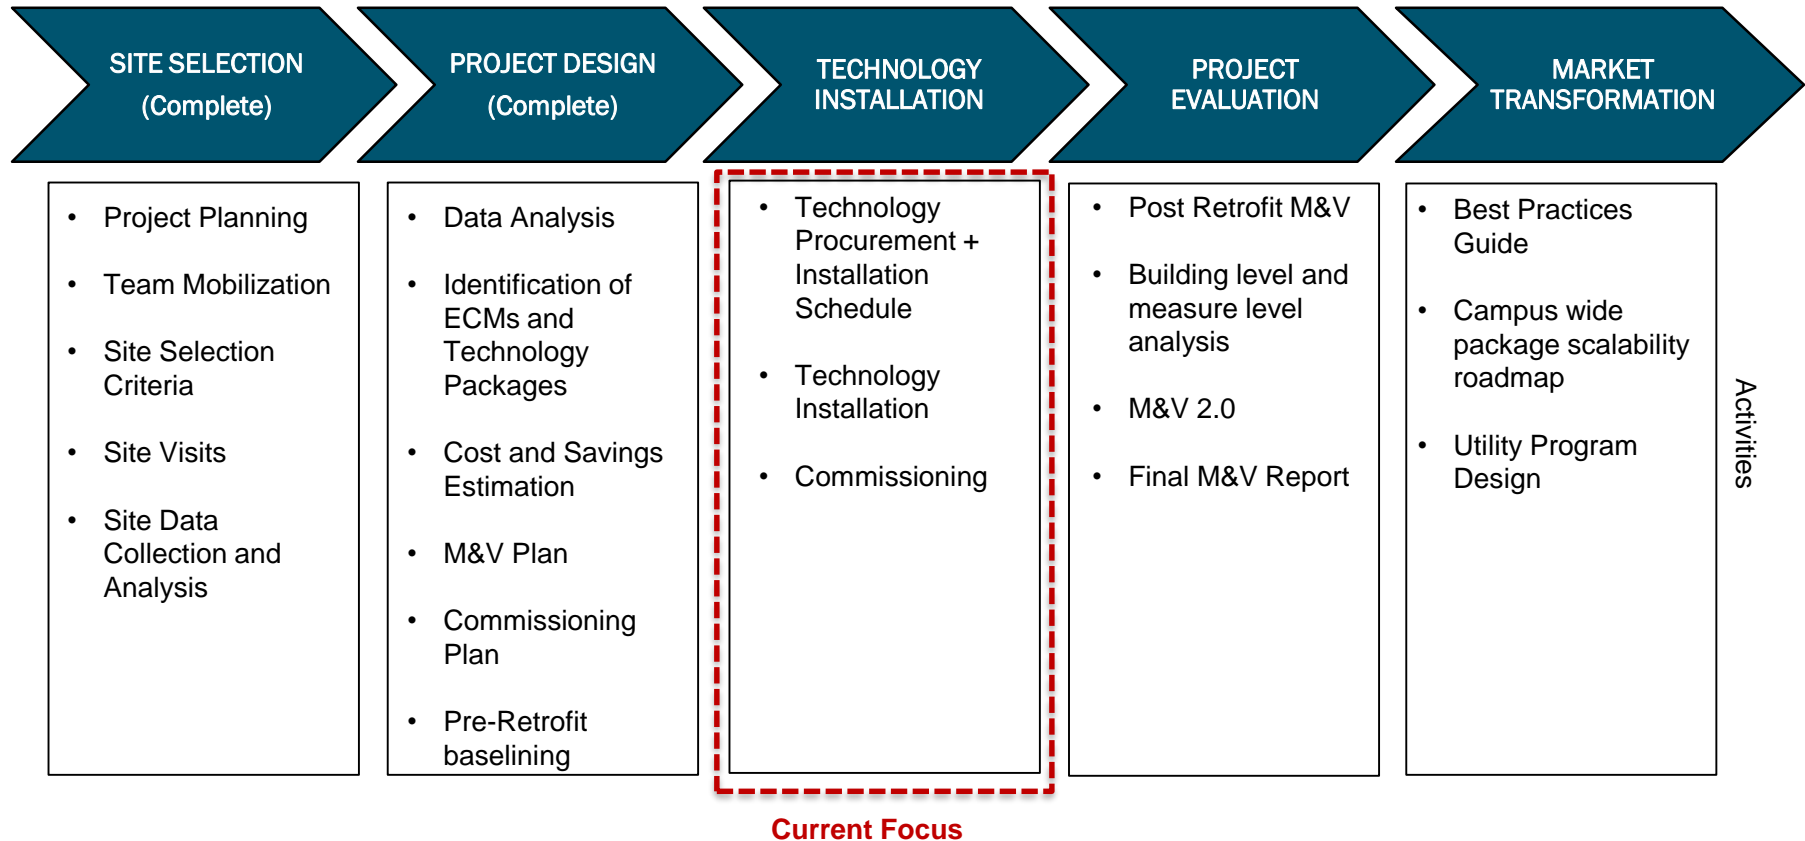 SITE SELECTION
(Complete)
PROJECT DESIGN
(Complete)
TECHNOLOGY
INSTALLATION
PROJECT
EVALUATION
MARKET
TRANSFORMATION
• Project Planning
• Team Mobilization
• Site Selection
Criteria
• Site Visits
• Site Data
Collection and
Analysis
• Data Analysis
• Identification of
ECMs and
Technology
Packages
• Cost and Savings
Estimation
• M&V Plan
• Commissioning
Plan
• Pre-Retrofit
baselining
• Technology
Procurement +
Installation
Schedule
• Technology
Installation
• Commissioning
• Post Retrofit M&V
• Building level and
measure level
analysis
• M&V 2.0
• Final M&V Report
• Best Practices
Guide
• Campus wide
package scalability
roadmap
• Utility Program
Design
Activities
Current Focus